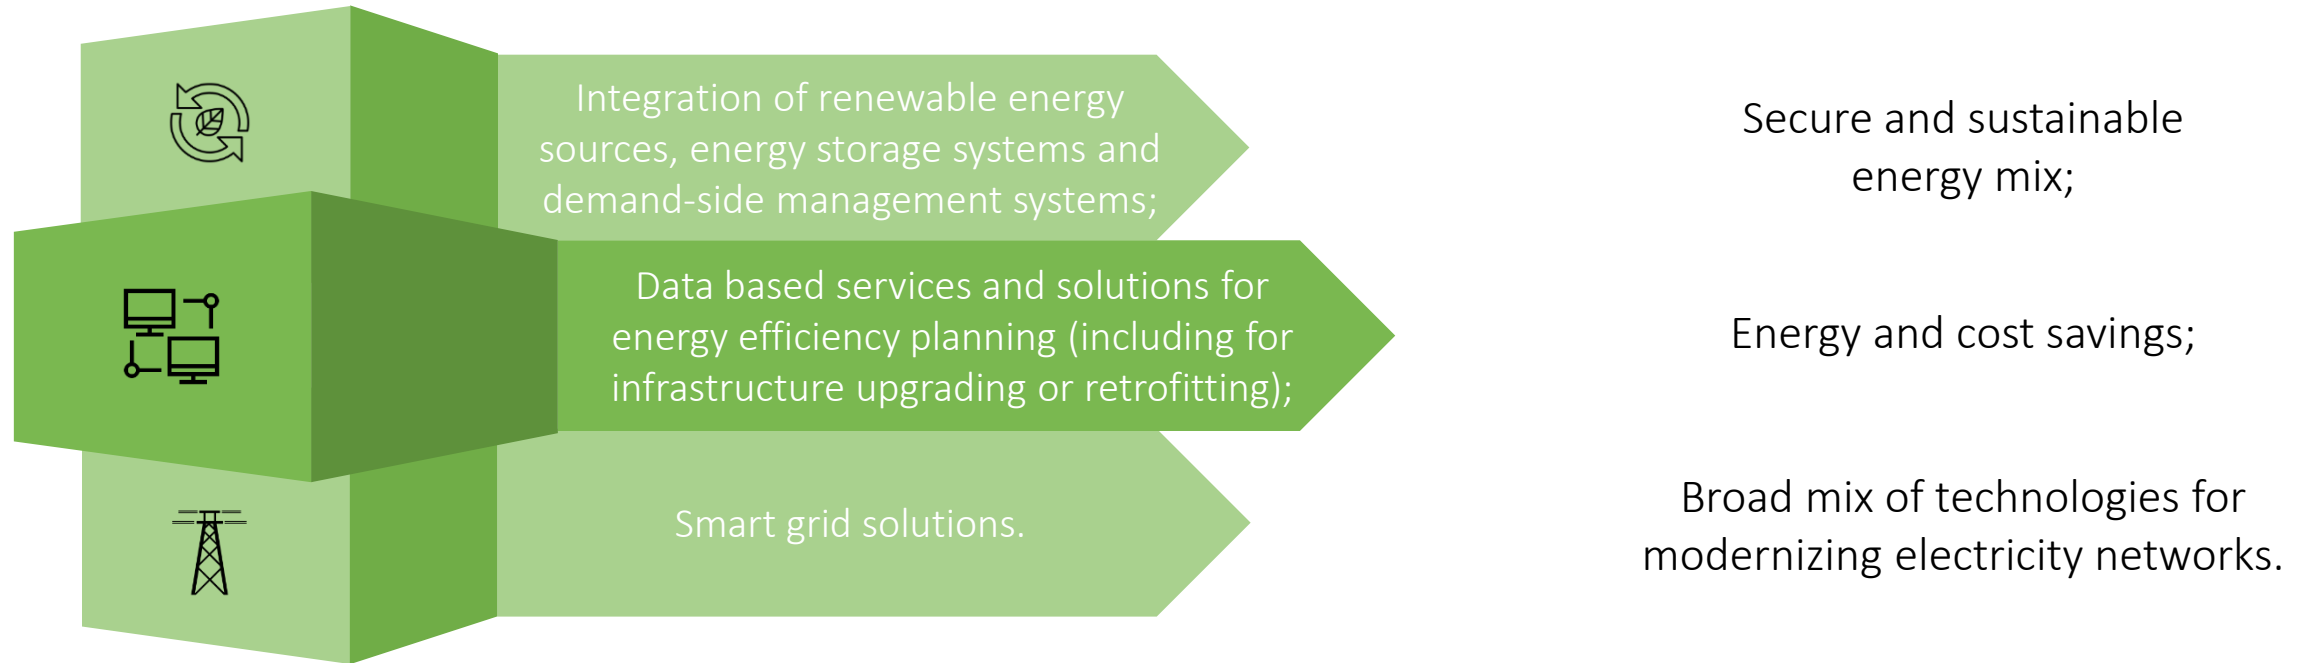 Integration of renewable energy
sources, energy storage systems and
demand-side management systems;
Secure and sustainable
energy mix;
Data based services and solutions for
energy efficiency planning (including for
infrastructure upgrading or retrofitting);
Energy and cost savings;
Smart grid solutions.
Broad mix of technologies for
modernizing electricity networks.